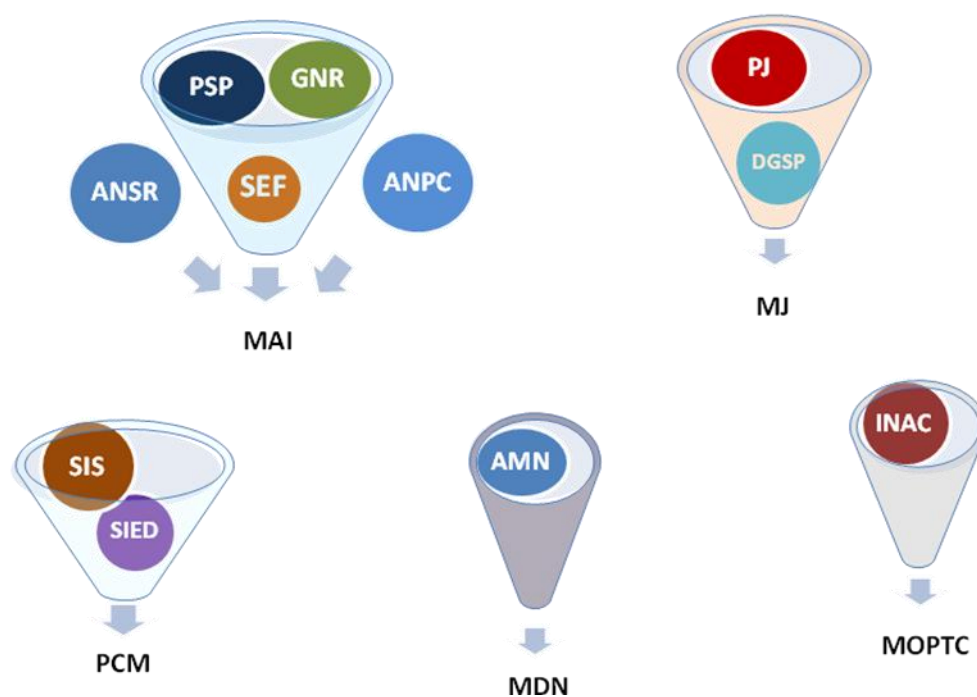 PSP
GNR
ANSR
SEF
ANPC
MAI
PJ
DGSP
MJ
SIS
SIED
PCM
AMN
MDN
INAC
MOPTC